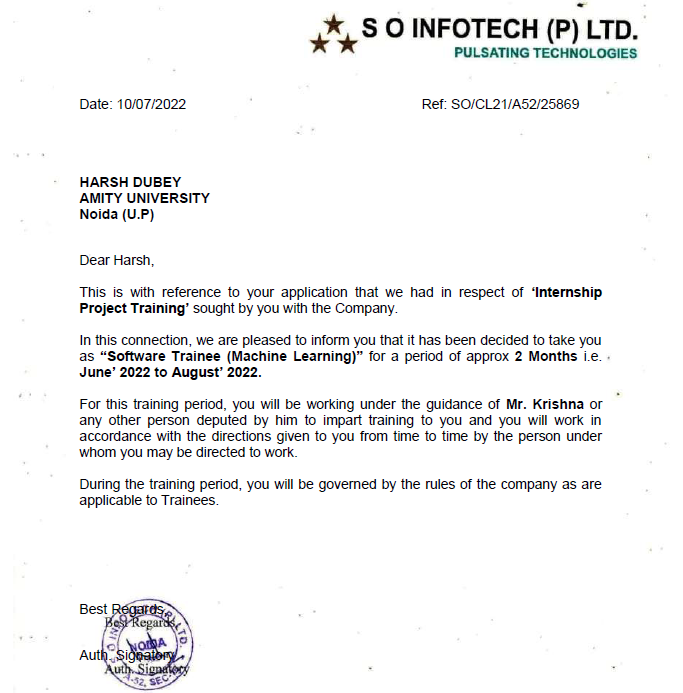 S O INFOTECH (P) LTD.
PULSATING TECHNOLOGIES
Date: 10/07/2022 Ref: SO/CL21/A52/25869
HARSH DUBEY
AMITY UNIVERSITY
Noida (U.P)
Dear Harsh,
This is with reference to your application that we had in respect of ‘Internship
Project Training’ sought by you with the Company.
In this connection, we are pleased to inform you that it has been decided to take you
as “Software Trainee (Machine Learning)” for a period of approx 2 Months i.e.
June’ 2022 to August’ 2022.
For this training period, you will be working under the guidance of Mr. Krishna or
any other person deputed by him to impart training to you and you will work in
accordance with the directions given to you from time to time by the person under
whom you may be directed to work.
During the training period, you will be governed by the rules of the company as are
applicable to Trainees.
Best Regards,
Best Regards,
NOIDA
Auth. Signatory
Auth. Signatory
A-52, SEC-